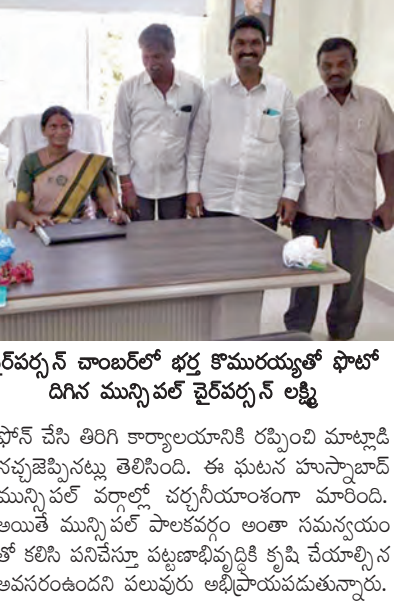 చైర్‌పర్సన్ చాంబర్‌లో భర్త కొమురయ్యతో ఫొటో
దిగిన మున్సిపల్ చైర్‌పర్సన్ లక్ష్మి
ఫోన్ చేసి తిరిగి కార్యాలయానికి రప్పించి మాట్లాడి
నచ్చజెప్పినట్లు తెలిసింది. ఈ ఘటన హుస్నాబాద్
మున్సిపల్ వర్గాల్లో చర్చనీయాంశంగా మారింది.
అయితే మున్సిపల్ పాలకవర్గం అంతా సమన్వయం
తో కలిసి పనిచేస్తూ పట్టణాభివృద్ధికి కృషి చేయాల్సిన
అవసరంఉందని పలువురు అభిప్రాయపడుతున్నారు.